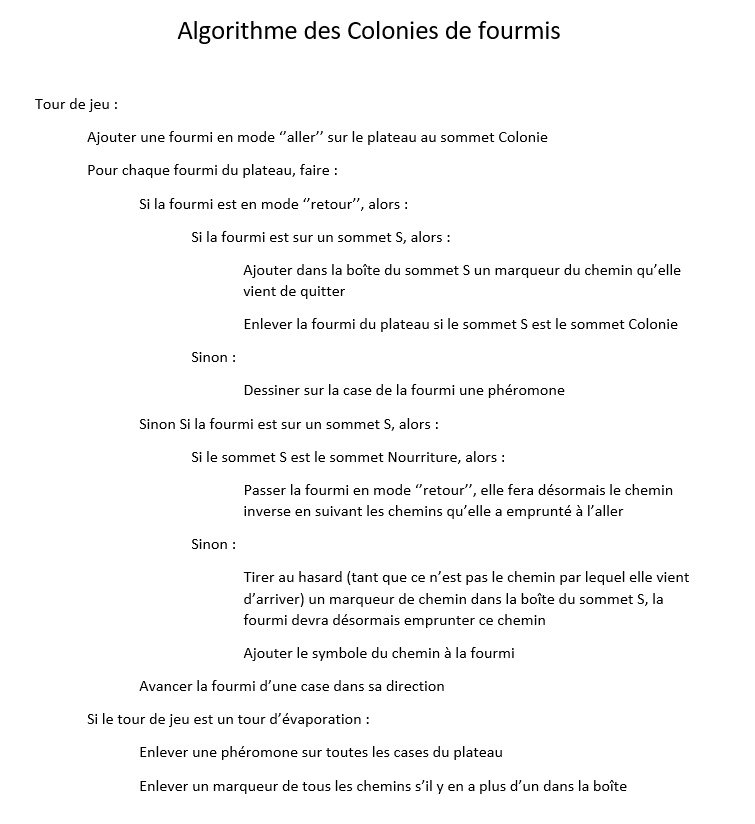 Algorithme des Colonies de fourmis
Tour de jeu :
Ajouter une fourmi en mode ‘’aller’’ sur le plateau au sommet Colonie
Pour chaque fourmi du plateau, faire :
Si la fourmi est en mode ‘’retour’’, alors :
Si la fourmi est sur un sommet S, alors :
Ajouter dans la boîte du sommet S un marqueur du chemin qu’elle
vient de quitter
Enlever la fourmi du plateau si le sommet S est le sommet Colonie
Sinon :
Dessiner sur la case de la fourmi une phéromone
Sinon Si la fourmi est sur un sommet S, alors :
Si le sommet S est le sommet Nourriture, alors :
Passer la fourmi en mode ‘’retour’’, elle fera désormais le chemin
inverse en suivant les chemins qu’elle a emprunté à l’aller
Sinon :
Tirer au hasard (tant que ce n’est pas le chemin par lequel elle vient
d’arriver) un marqueur de chemin dans la boîte du sommet S, la
fourmi devra désormais emprunter ce chemin
Ajouter le symbole du chemin à la fourmi
Avancer la fourmi d’une case dans sa direction
Si le tour de jeu est un tour d’évaporation :
Enlever une phéromone sur toutes les cases du plateau
Enlever un marqueur de tous les chemins s’il y en a plus d’un dans la boîte